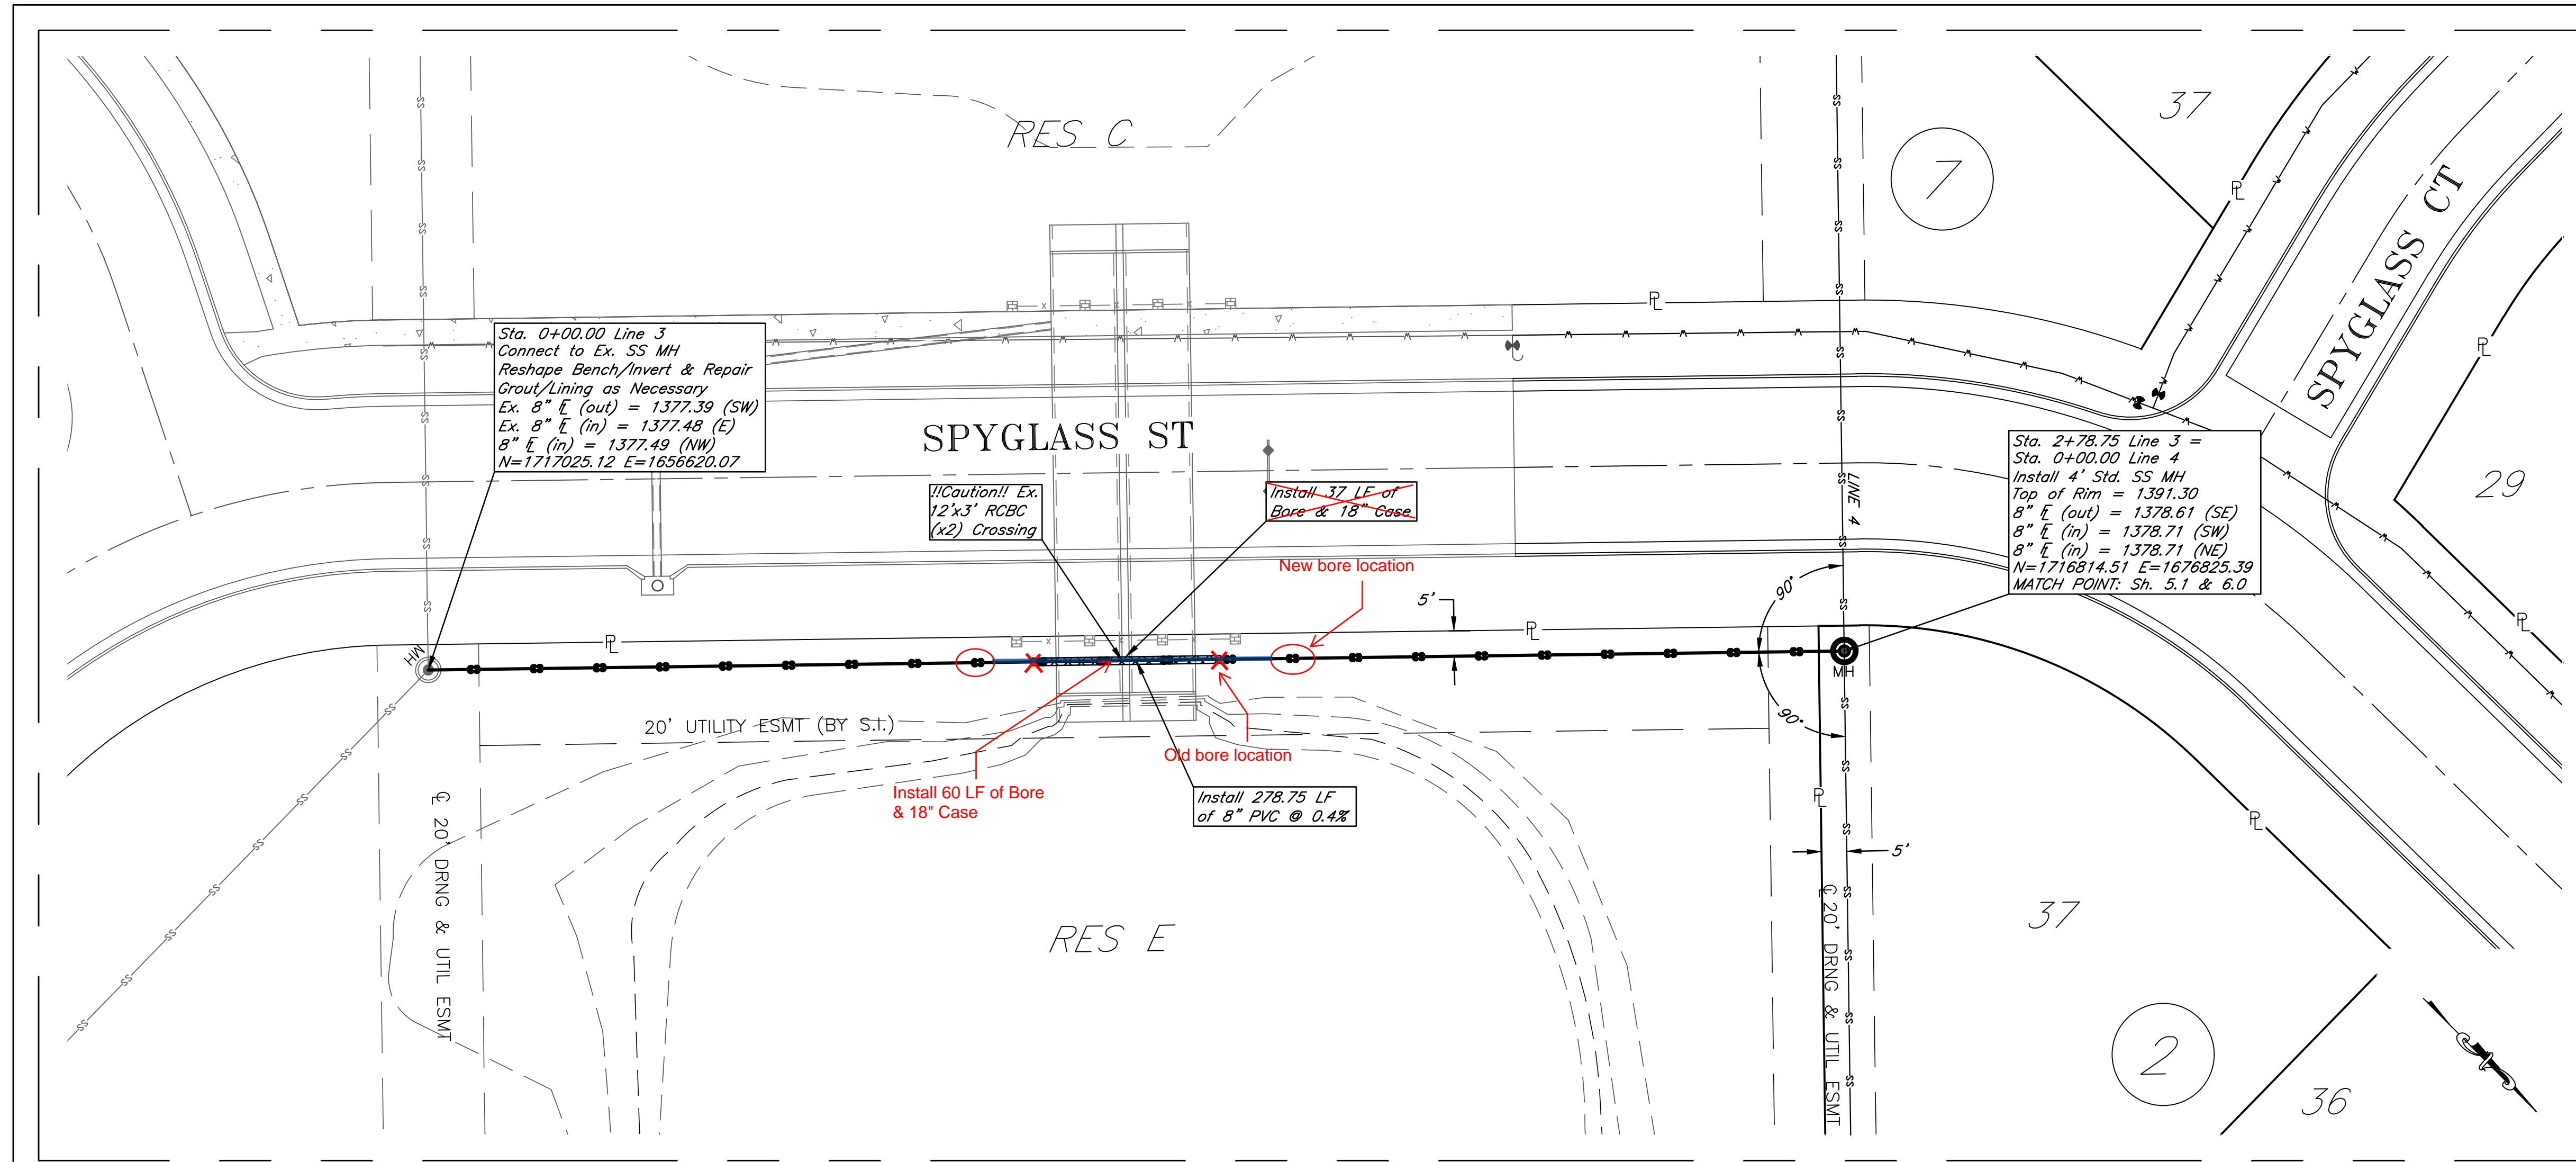 RES C
37
7
SPYGLASS CT
Sta. 0+00.00 Line 3
Connect to Ex. SS MH
Reshape Bench/Invert & Repair
Grout/Lining as Necessary
Ex. 8" FL (out) = 1377.39 (SW)
Ex. 8" FL (in) = 1377.48 (E)
8" FL (in) = 1377.49 (NW)
N=1717025.12 E=1656620.07
SPYGLASS ST
!!Caution!! Ex.
12'x3' RCBC
(x2) Crossing
Install 37 LF of
Bore & 18" Case
LINE 4
Sta. 2+78.75 Line 3 =
Sta. 0+00.00 Line 4
Install 4' Std. SS MH
Top of Rim = 1391.30
8" FL (out) = 1378.61 (SE)
8" FL (in) = 1378.71 (SW)
8" FL (in) = 1378.71 (NE)
N=1716814.51 E=1676825.39
MATCH POINT: Sh. 5.1 & 6.0
29
New bore location
5'
90°
MH
MH
90°
20' UTILITY ESMT (BY S.I.)
Old bore location
Install 60 LF of Bore
& 18" Case
Install 278.75 LF
of 8" PVC @ 0.4%
℄ 20' DRNG & UTIL ESMT
5'
℄ 20' DRNG & UTIL ESMT
RES E
37
2
36